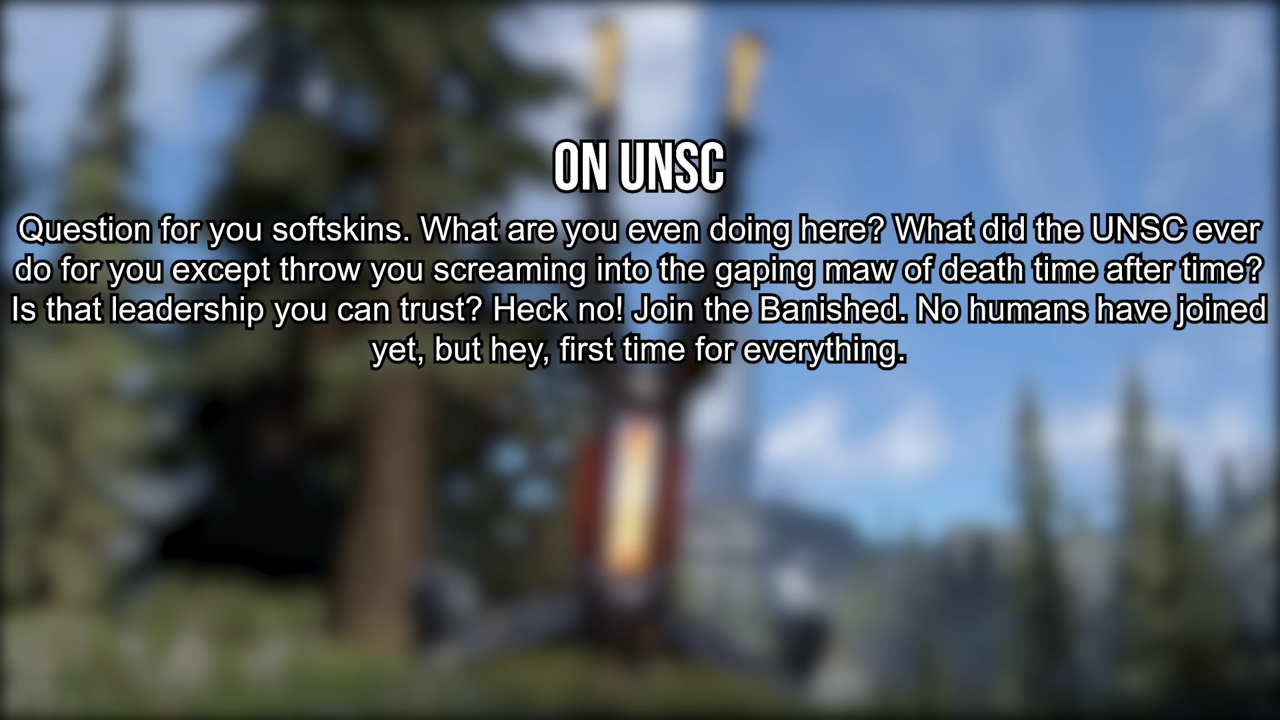 ON UNSC
Question for you softskins. What are you even doing here? What did the UNSC ever
do for you except throw you screaming into the gaping maw of death time after time?
Is that leadership you can trust? Heck no! Join the Banished. No humans have joined
yet, but hey, first time for everything.